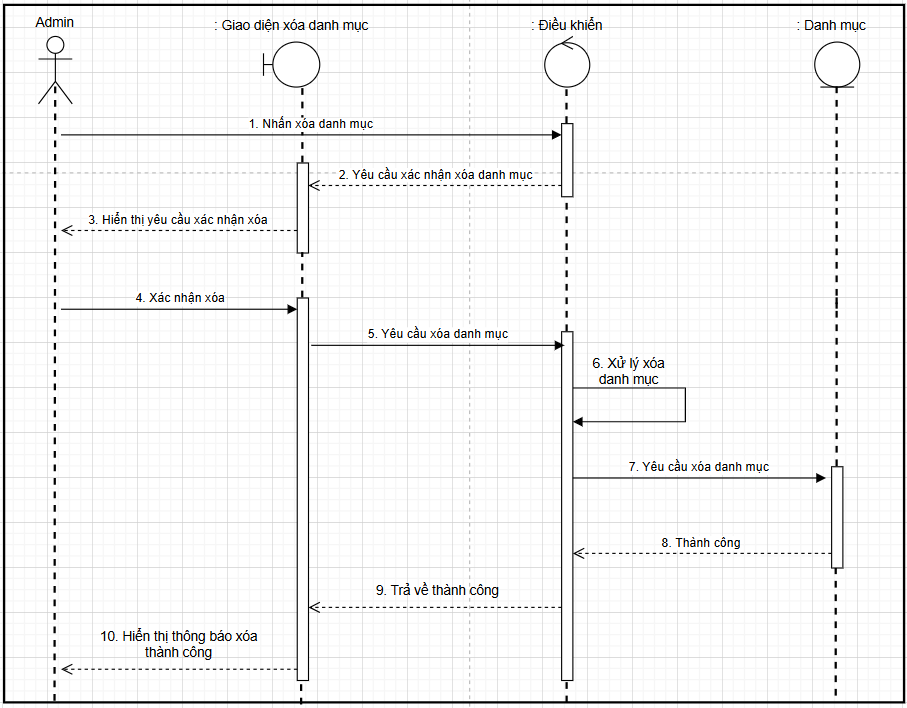 Admin
: Giao diện xóa danh mục
: Điều khiển
: Danh mục
1. Nhấn xóa danh mục
2. Yêu cầu xác nhận xóa danh mục
3. Hiển thị yêu cầu xác nhận xóa
4. Xác nhận xóa
5. Yêu cầu xóa danh mục
6. Xử lý xóa
danh mục
7. Yêu cầu xóa danh mục
8. Thành công
9. Trả về thành công
10. Hiển thị thông báo xóa
thành công